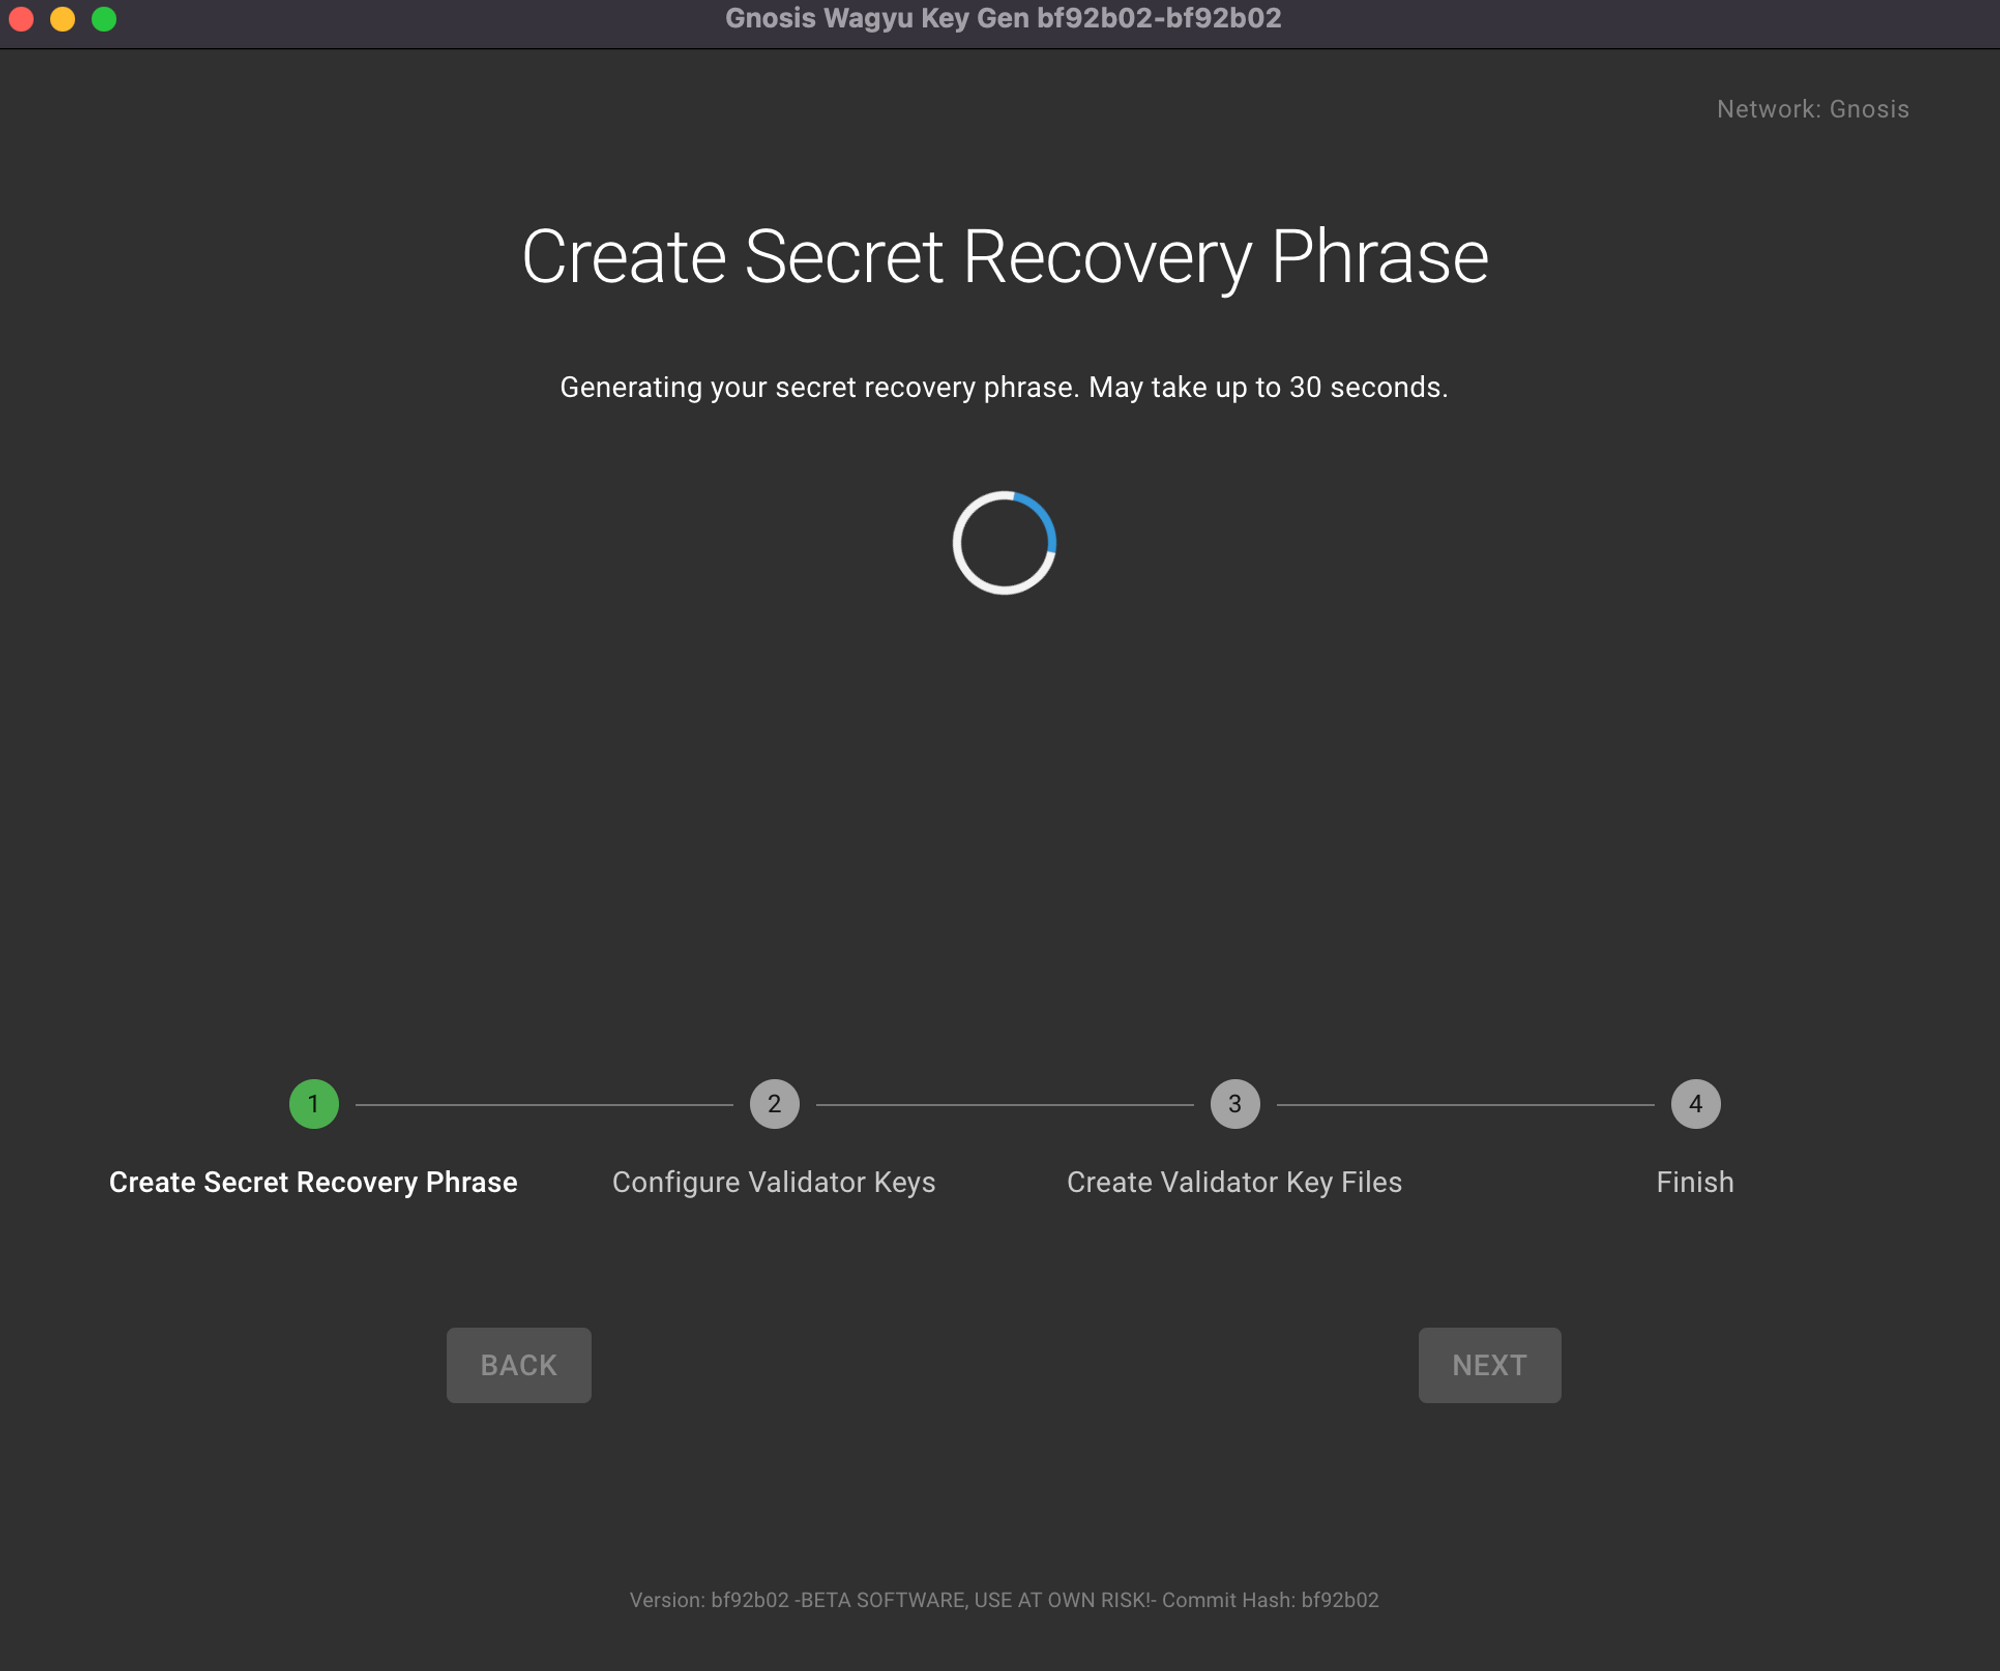 Gnosis Wagyu Key Gen bf92b02-bf92b02
Network: Gnosis
Create Secret Recovery Phrase
Generating your secret recovery phrase. May take up to 30 seconds.
1
2
3
4
Create Secret Recovery Phrase
Configure Validator Keys
Create Validator Key Files
Finish
BACK
NEXT
Version: bf92b02 -BETA SOFTWARE, USE AT OWN RISK!- Commit Hash: bf92b02